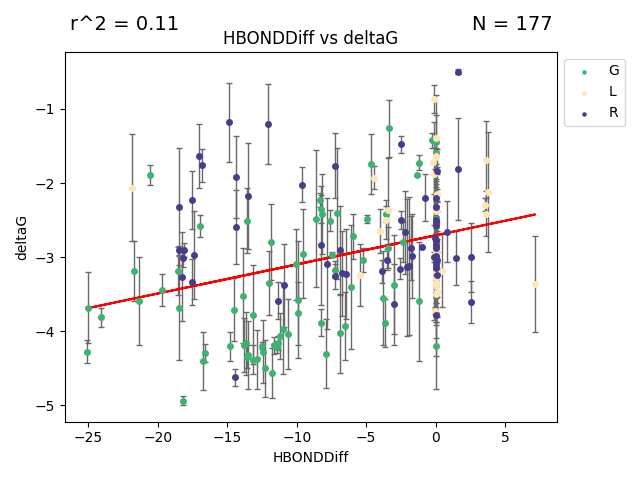 r^2 = 0.11 N = 177
HBONDDiff vs deltaG
G
L
R
deltaG
−1
−2
−3
−4
−5
−25 −20 −15 −10 −5 0 5
HBONDDiff